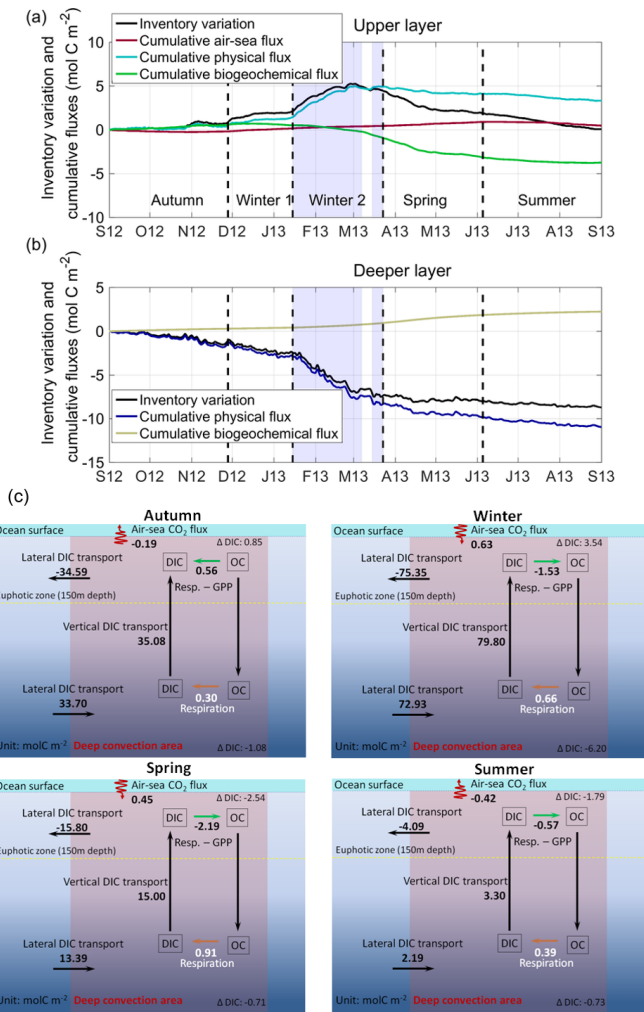 (a)
Upper layer
Inventory variation
Cumulative air-sea flux
Cumulative physical flux
Cumulative biogeochemical flux
Inventory variation and
cumulative fluxes (mol C m⁻²)
10
5
0
-5
-10
Autumn
Winter 1
Winter 2
Spring
Summer
S12 O12 N12 D12 J13 F13 M13 A13 M13 J13 J13 A13 S13
(b)
Deeper layer
Inventory variation and
cumulative fluxes (mol C m⁻²)
5
0
-5
-10
-15
Inventory variation
Cumulative physical flux
Cumulative biogeochemical flux
S12 O12 N12 D12 J13 F13 M13 A13 M13 J13 J13 A13 S13
(c)
Autumn
Ocean surface
Air-sea CO₂ flux
-0.19
Δ DIC: 0.85
Lateral DIC transport
-34.59
DIC
OC
0.56
Resp. – GPP
Euphotic zone (150m depth)
Vertical DIC transport
35.08
Lateral DIC transport
33.70
DIC
OC
0.30
Respiration
Unit: molC m⁻²
Deep convection area
Δ DIC: -1.08
Winter
Ocean surface
Air-sea CO₂ flux
0.63
Δ DIC: 3.54
Lateral DIC transport
-75.35
DIC
OC
-1.53
Resp. – GPP
Euphotic zone (150m depth)
Vertical DIC transport
79.80
Lateral DIC transport
72.93
DIC
OC
0.66
Respiration
Unit: molC m⁻²
Deep convection area
Δ DIC: -6.20
Spring
Ocean surface
Air-sea CO₂ flux
0.45
Δ DIC: -2.54
Lateral DIC transport
-15.80
DIC
OC
-2.19
Resp. – GPP
Euphotic zone (150m depth)
Vertical DIC transport
15.00
Lateral DIC transport
13.39
DIC
OC
0.91
Respiration
Unit: molC m⁻²
Deep convection area
Δ DIC: -0.71
Summer
Ocean surface
Air-sea CO₂ flux
-0.42
Δ DIC: -1.79
Lateral DIC transport
-4.09
DIC
OC
-0.57
Resp. – GPP
Euphotic zone (150m depth)
Vertical DIC transport
3.30
Lateral DIC transport
2.19
DIC
OC
0.39
Respiration
Unit: molC m⁻²
Deep convection area
Δ DIC: -0.73